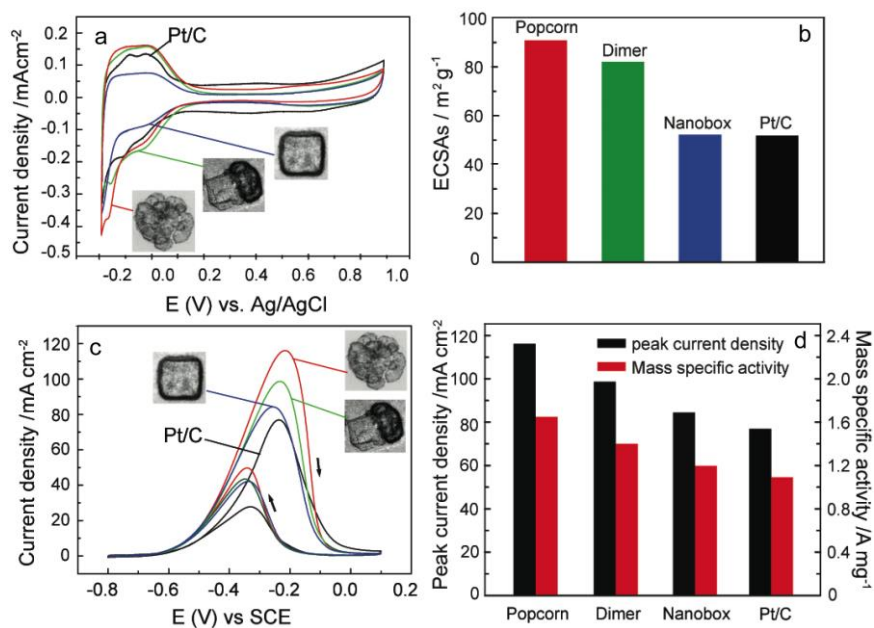 a
Pt/C
0.2
0.1
0.0
-0.1
-0.2
-0.3
-0.4
-0.5
Current density /mAcm⁻²
-0.2 0.0 0.2 0.4 0.6 0.8 1.0
E (V) vs. Ag/AgCl
b
Popcorn
Dimer
Nanobox
Pt/C
100
80
60
40
20
0
ECSAs / m² g⁻¹
c
Pt/C
120
100
80
60
40
20
0
Current density /mA cm⁻²
-0.8 -0.6 -0.4 -0.2 0.0 0.2
E (V) vs SCE
d
peak current density
Mass specific activity
120
100
80
60
40
20
0
Peak current density /mA cm⁻²
2.4
2.0
1.6
1.2
0.8
0.4
0
Mass specific activity /A mg⁻¹
Popcorn Dimer Nanobox Pt/C